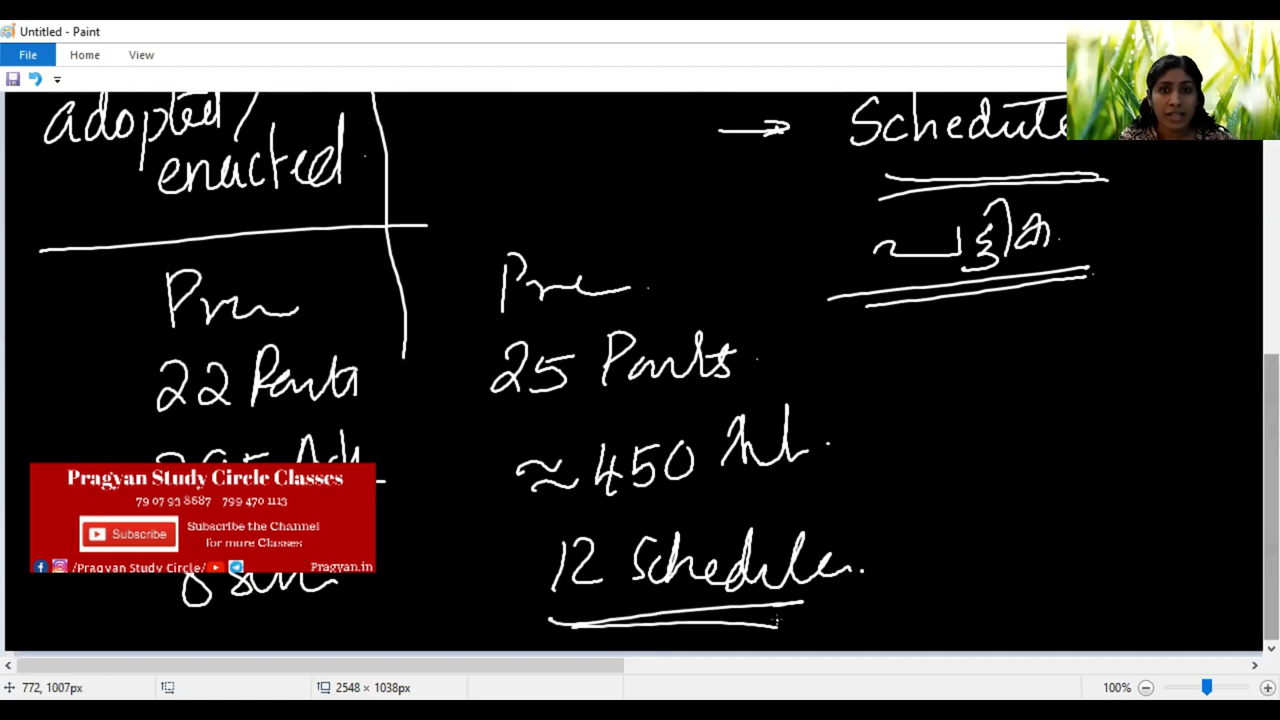 Untitled - Paint
File Home View
adopted/
enacted
→ Schedule
പട്ടിക
Pre
22 Parts
Pre
25 Parts
≈ 450 Art.
12 Schedules.
Pragyan Study Circle Classes
79 07 93 8687 799 470 1113
Subscribe
Subscribe the Channel
for more Classes
/Pragyan Study Circle/
Pragyan.in
772, 1007px
2548 × 1038px
100%